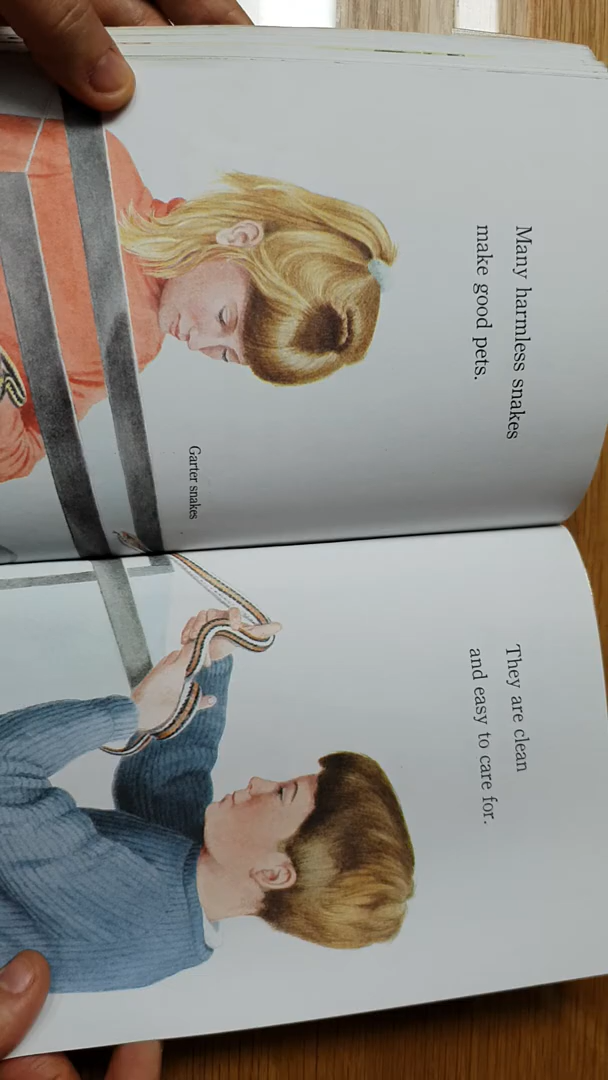 Many harmless snakes
make good pets.
Garter snakes
They are clean
and easy to care for.